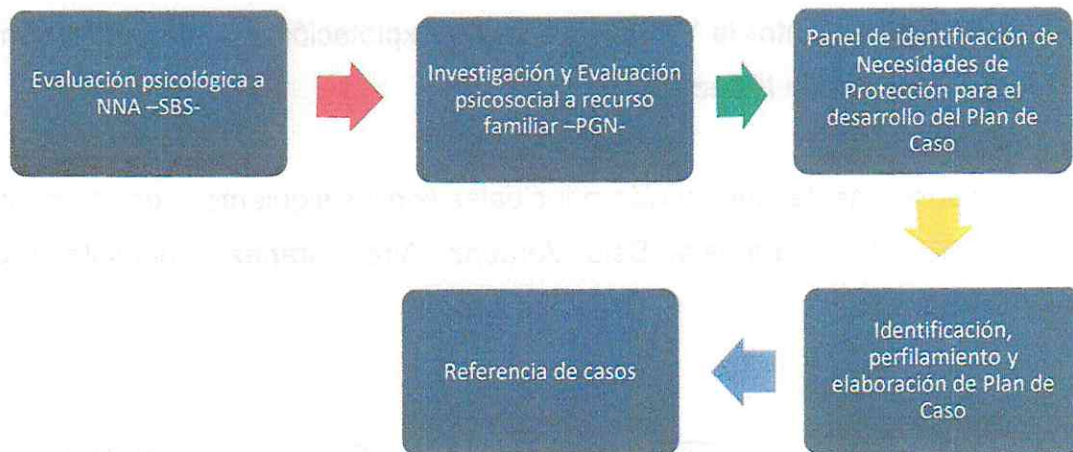 Evaluación psicológica a
NNA –SBS-
Investigación y Evaluación
psicosocial a recurso
familiar –PGN-
Panel de identificación de
Necesidades de
Protección para el
desarrollo del Plan de
Caso
Identificación,
perfilamiento y
elaboración de Plan de
Caso
Referencia de casos